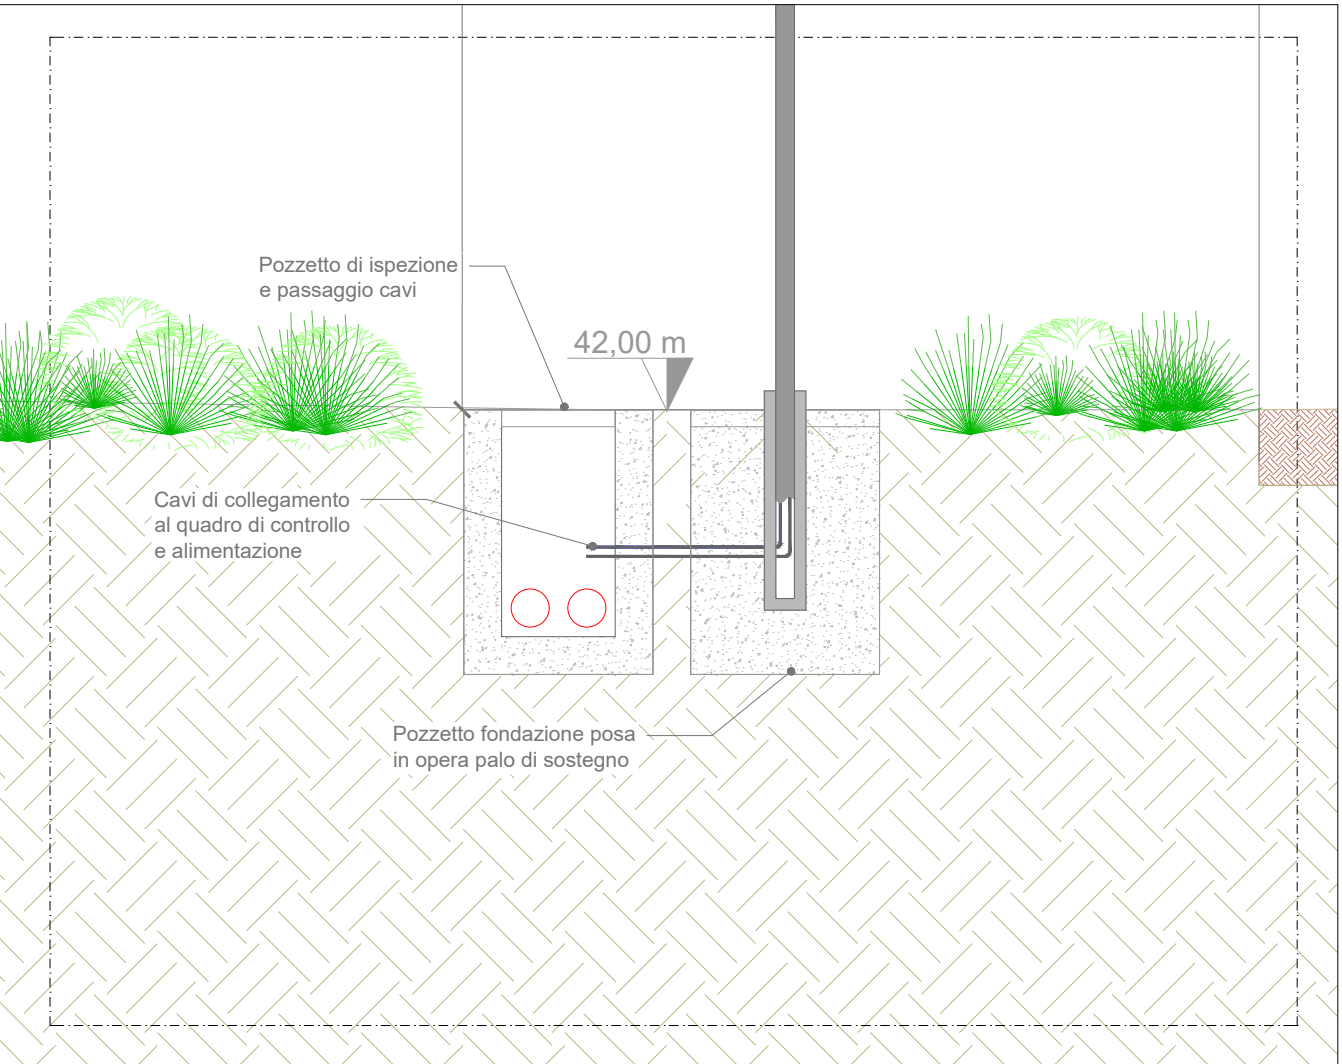 Pozzetto di ispezione
e passaggio cavi
42,00 m
Cavi di collegamento
al quadro di controllo
e alimentazione
Pozzetto fondazione posa
in opera palo di sostegno